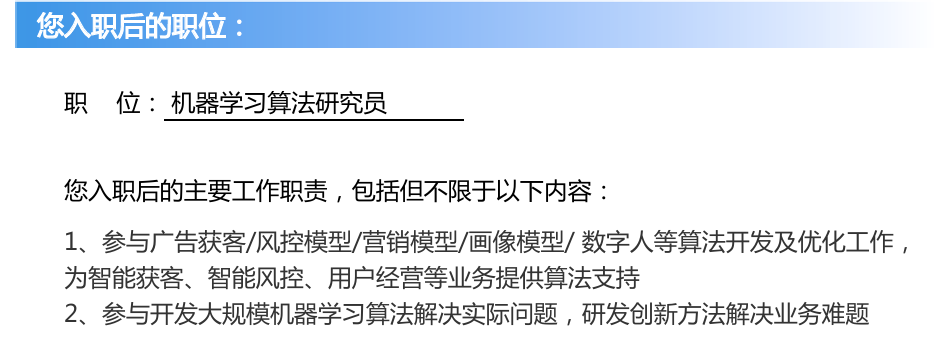 您入职后的职位：
职 位： 机器学习算法研究员
您入职后的主要工作职责，包括但不限于以下内容：
1、参与广告获客/风控模型/营销模型/画像模型/ 数字人等算法开发及优化工作，
为智能获客、智能风控、用户经营等业务提供算法支持
2、参与开发大规模机器学习算法解决实际问题，研发创新方法解决业务难题